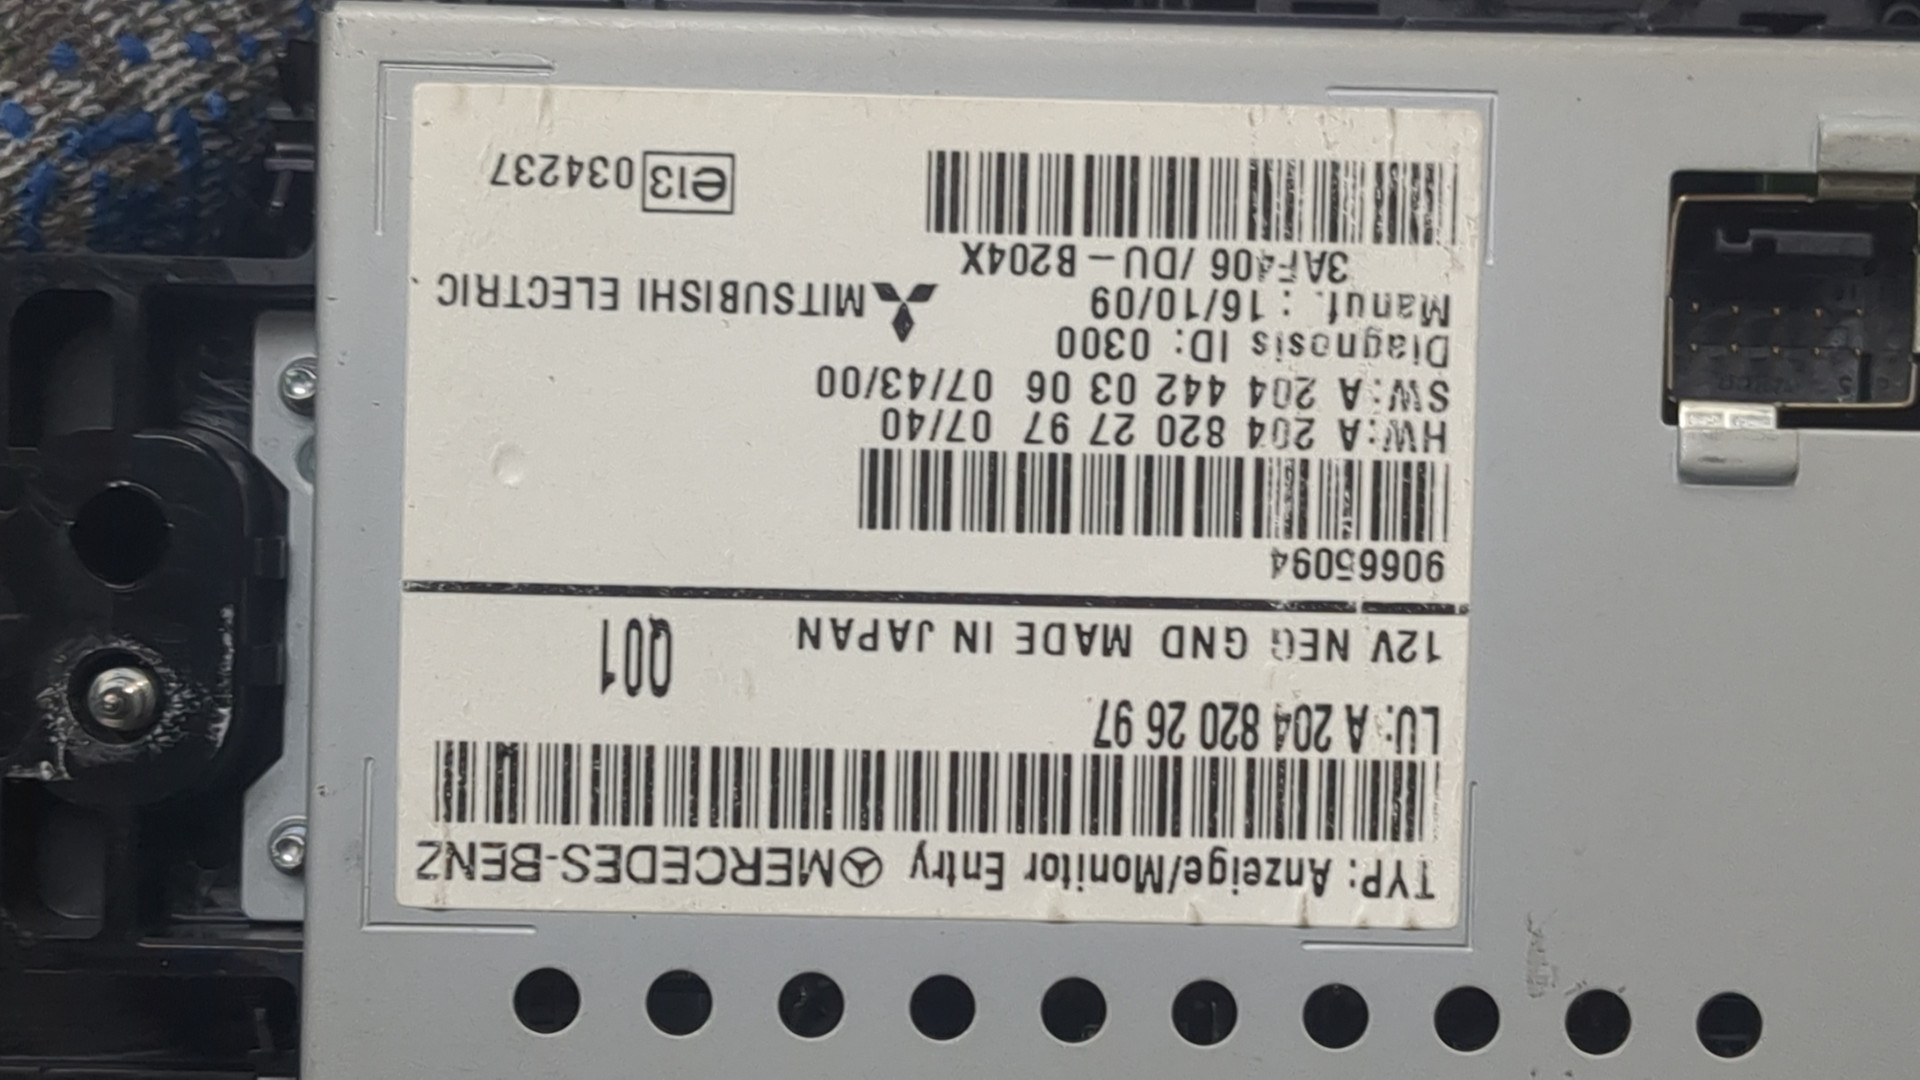 TYP: Anzeige/Monitor Entry MERCEDES-BENZ
LU: A 204 820 26 97
Q01
12V NEG GND MADE IN JAPAN
90665094
HW:A 204 820 27 97 07/40
SW:A 204 442 03 06 07/43/00
Diagnosis ID: 0300
Manuf. : 16/10/09
MITSUBISHI ELECTRIC
/DU-B204X
e13 034237